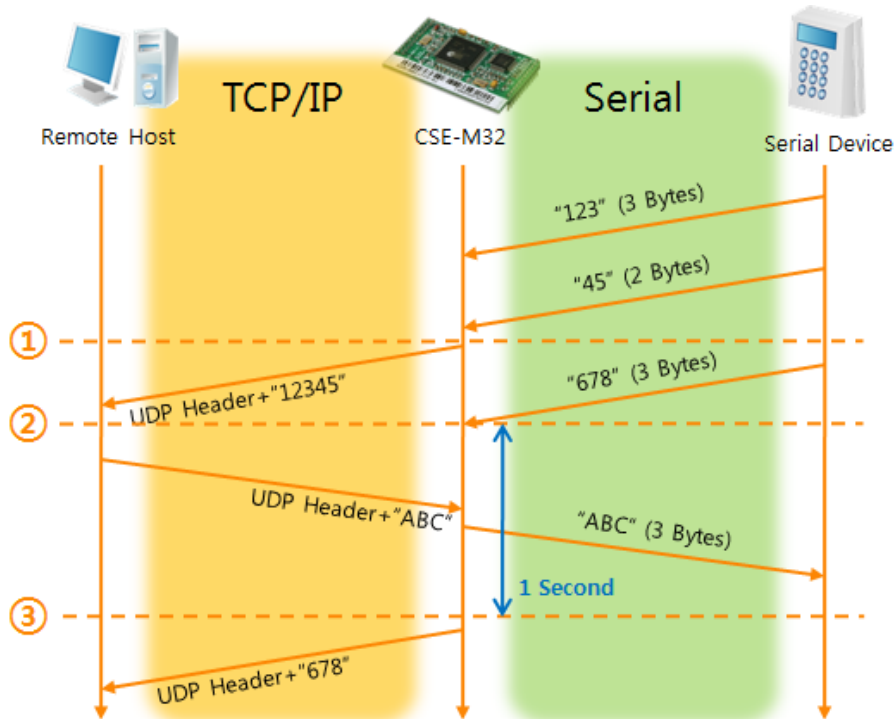 TCP/IP
Serial
Remote Host
CSE-M32
Serial Device
"123" (3 Bytes)
"45" (2 Bytes)
①
UDP Header+"12345"
"678" (3 Bytes)
②
UDP Header+"ABC"
"ABC" (3 Bytes)
1 Second
③
UDP Header+"678"